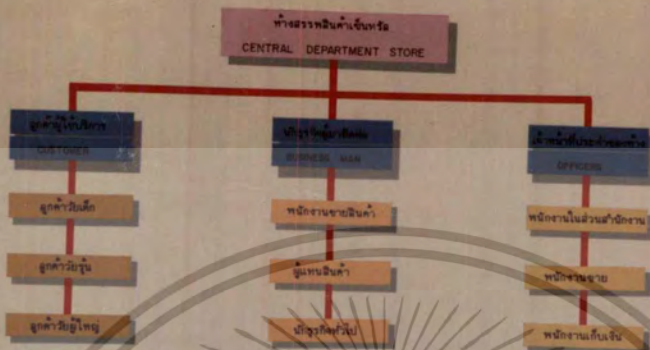 ห้างสรรพสินค้าเซ็นทรัล
CENTRAL DEPARTMENT STORE
ลูกค้าผู้ใช้บริการ
CUSTOMER
นักธุรกิจผู้มาติดต่อ
BUSINESS MAN
เจ้าหน้าที่ประจำของห้าง
OFFICERS
ลูกค้าวัยเด็ก
ลูกค้าวัยรุ่น
ลูกค้าวัยผู้ใหญ่
พนักงานขายสินค้า
ผู้แทนสินค้า
นักธุรกิจทั่วไป
พนักงานในส่วนสำนักงาน
พนักงานขาย
พนักงานเก็บเงิน